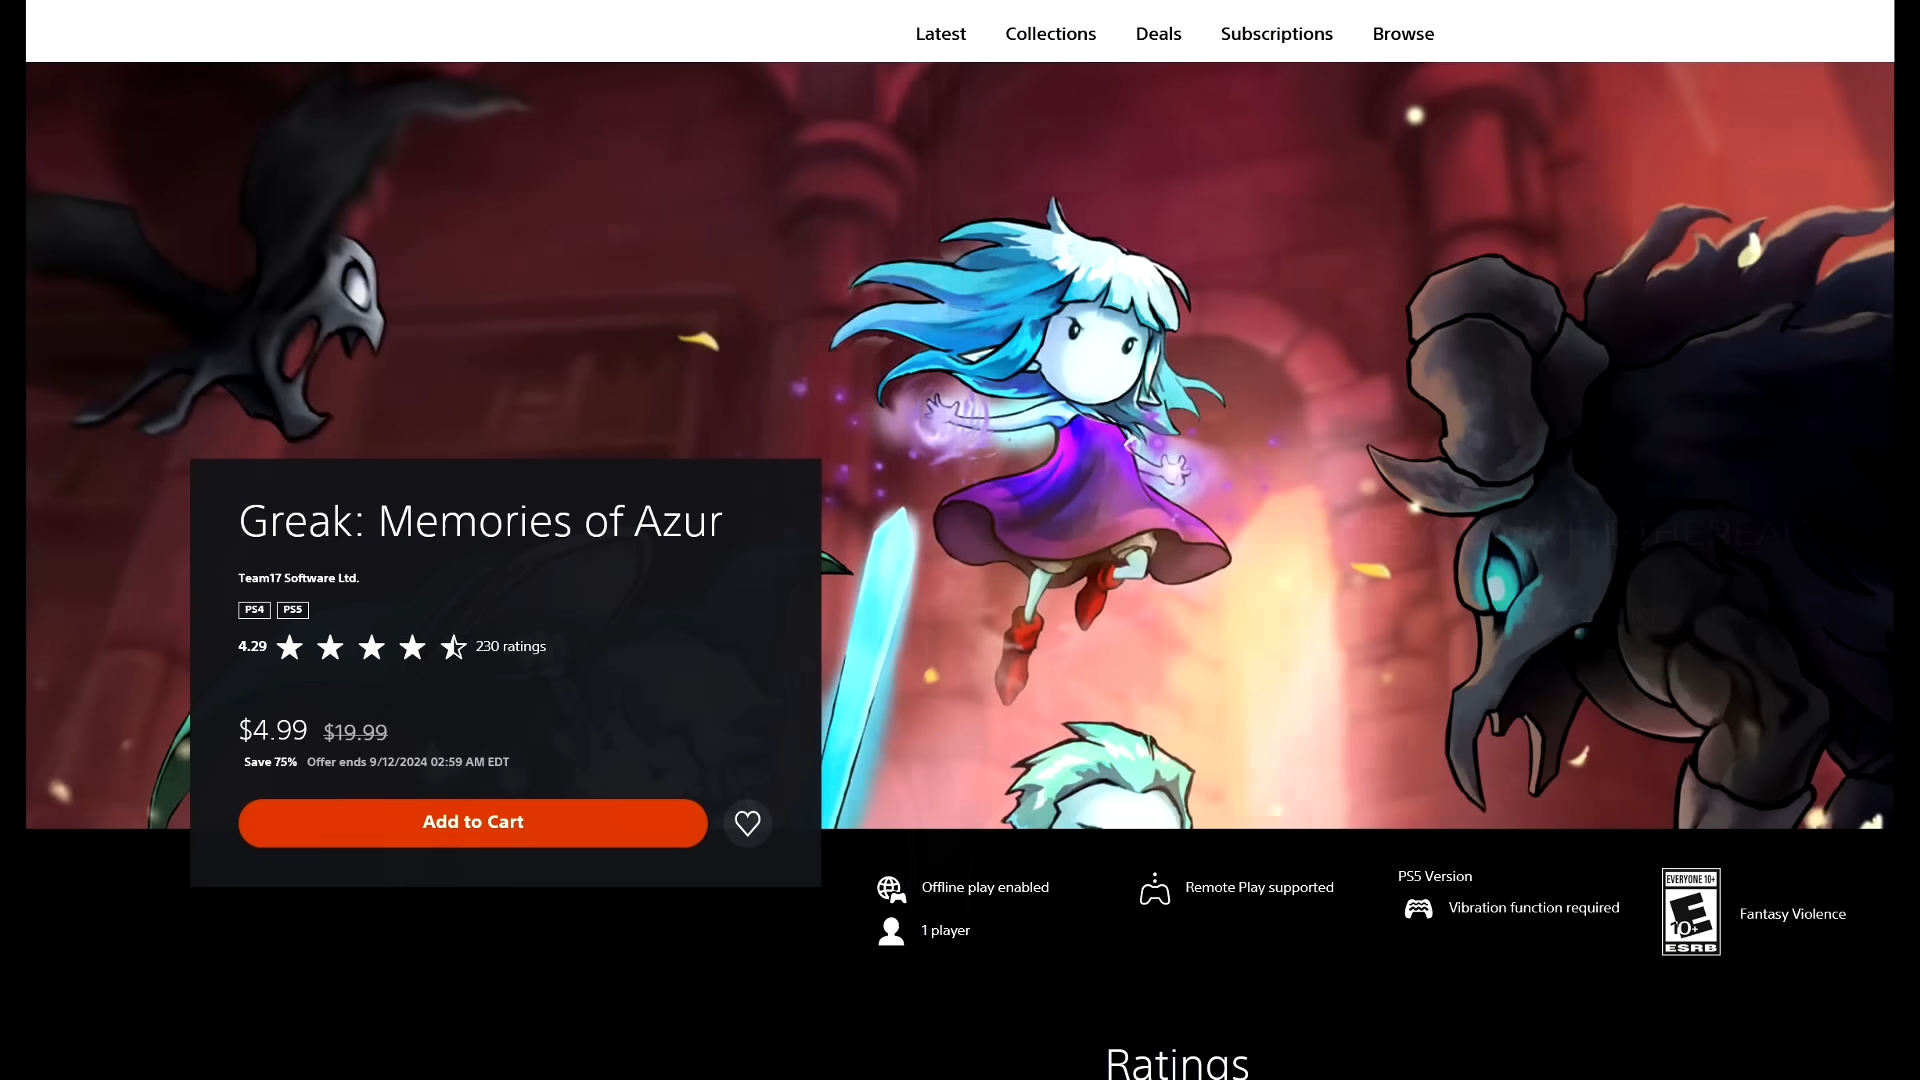 Latest Collections Deals Subscriptions Browse
Greak: Memories of Azur
Team17 Software Ltd.
PS4 PS5
4.29 230 ratings
$4.99 $19.99
Save 75% Offer ends 9/12/2024 02:59 AM EDT
Add to Cart
Offline play enabled
1 player
Remote Play supported
PS5 Version
Vibration function required
EVERYONE 10+
E
10+
ESRB
Fantasy Violence
Ratings